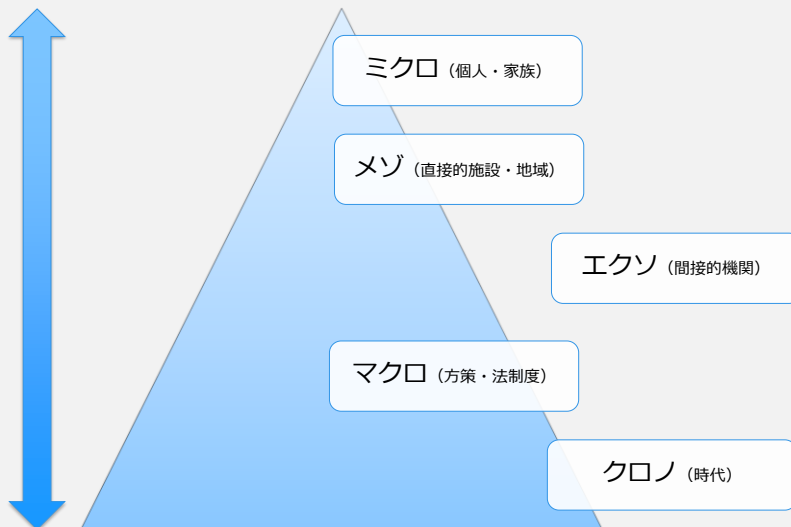 ミクロ（個人・家族）
メゾ（直接的施設・地域）
エクソ（間接的機関）
マクロ（方策・法制度）
クロノ（時代）